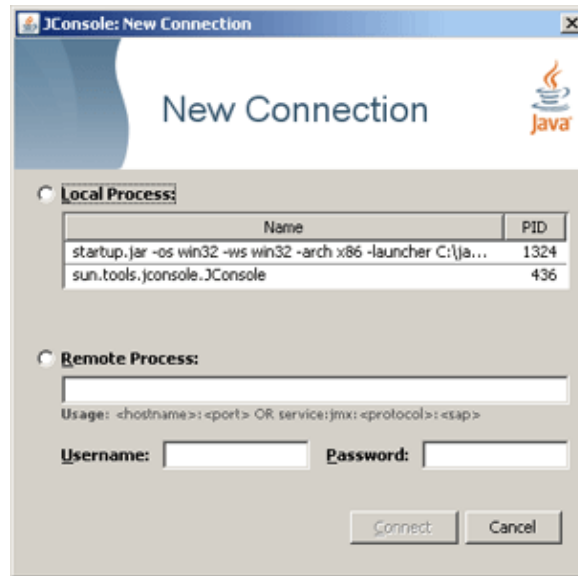 JConsole: New Connection
New Connection
Java
Local Process:
Name PID
startup.jar -os win32 -ws win32 -arch x86 -launcher C:\ja... 1324
sun.tools.jconsole.JConsole 436
Remote Process:
Usage: <hostname>:<port> OR service:jmx:<protocol>:<sap>
Username: Password:
Connect Cancel